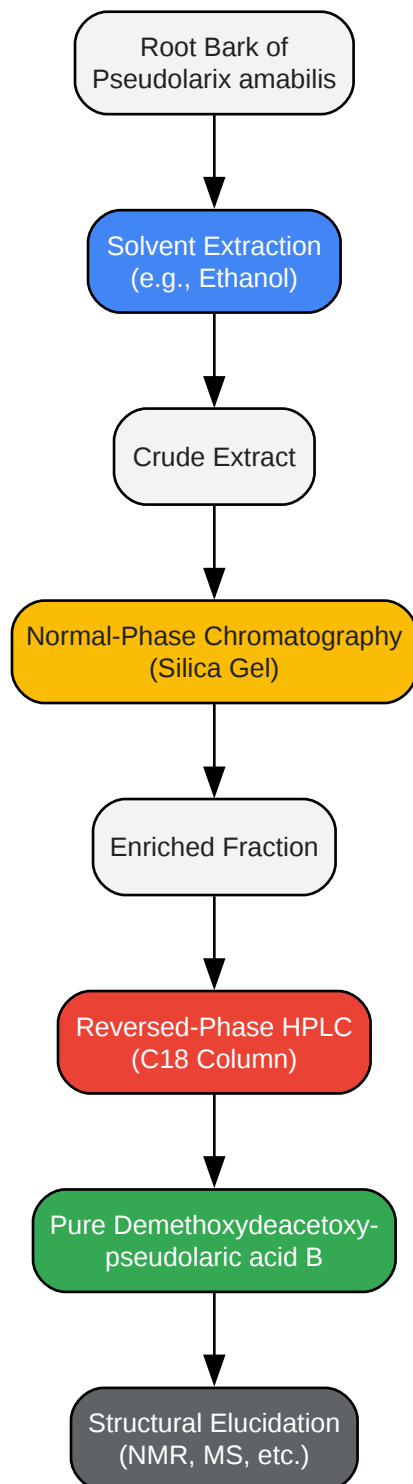 Root Bark of
Pseudolarix amabilis
Solvent Extraction
(e.g., Ethanol)
Crude Extract
Normal-Phase Chromatography
(Silica Gel)
Enriched Fraction
Reversed-Phase HPLC
(C18 Column)
Pure Demethoxydeacetoxy-
pseudolaric acid B
Structural Elucidation
(NMR, MS, etc.)